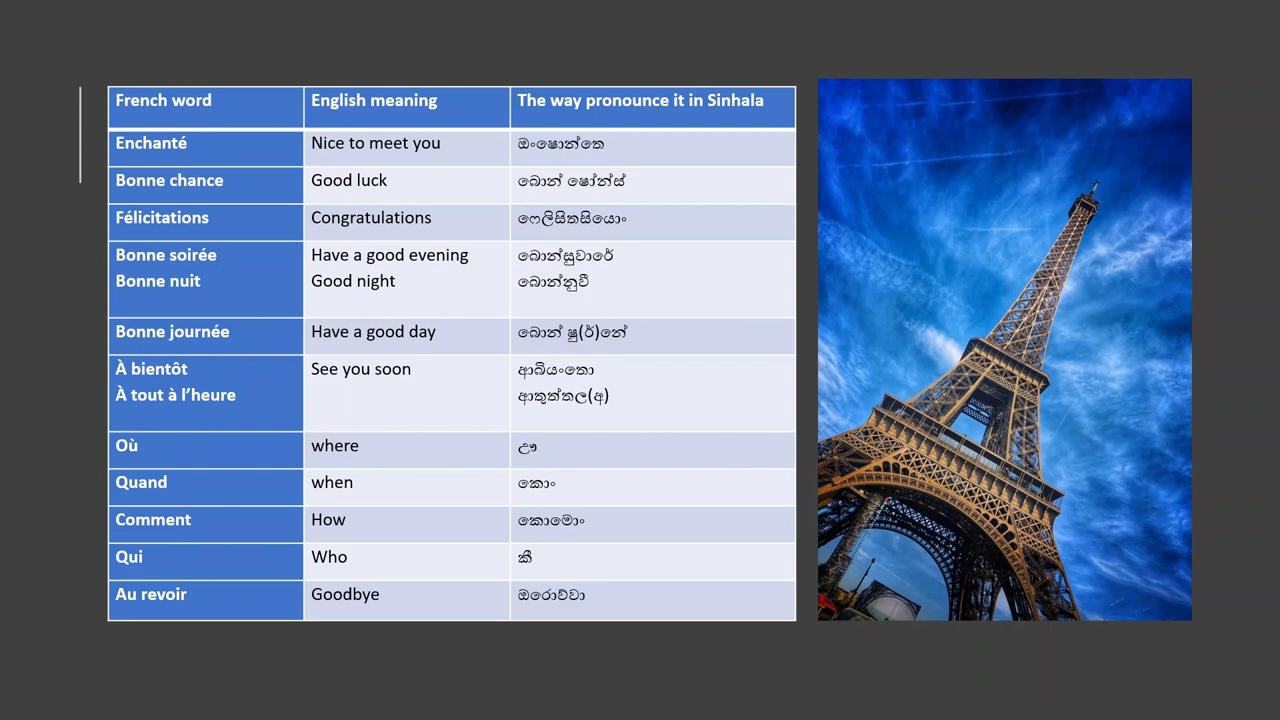 French word English meaning The way pronounce it in Sinhala
Enchanté Nice to meet you ඔංෂොන්තෙ
Bonne chance Good luck බොන් ෂෝන්ස්
Félicitations Congratulations ෆෙලිසිතසියොං
Bonne soirée Have a good evening බොන්සුවාරේ
Bonne nuit Good night බොන්නුවී
Bonne journée Have a good day බොන් ෂු(ර්)නේ
À bientôt See you soon ආබියංතො
À tout à l’heure ආතුත්තල(අ)
Où where ඌ
Quand when කොං
Comment How කොමොං
Qui Who කී
Au revoir Goodbye ඔරොව්වා